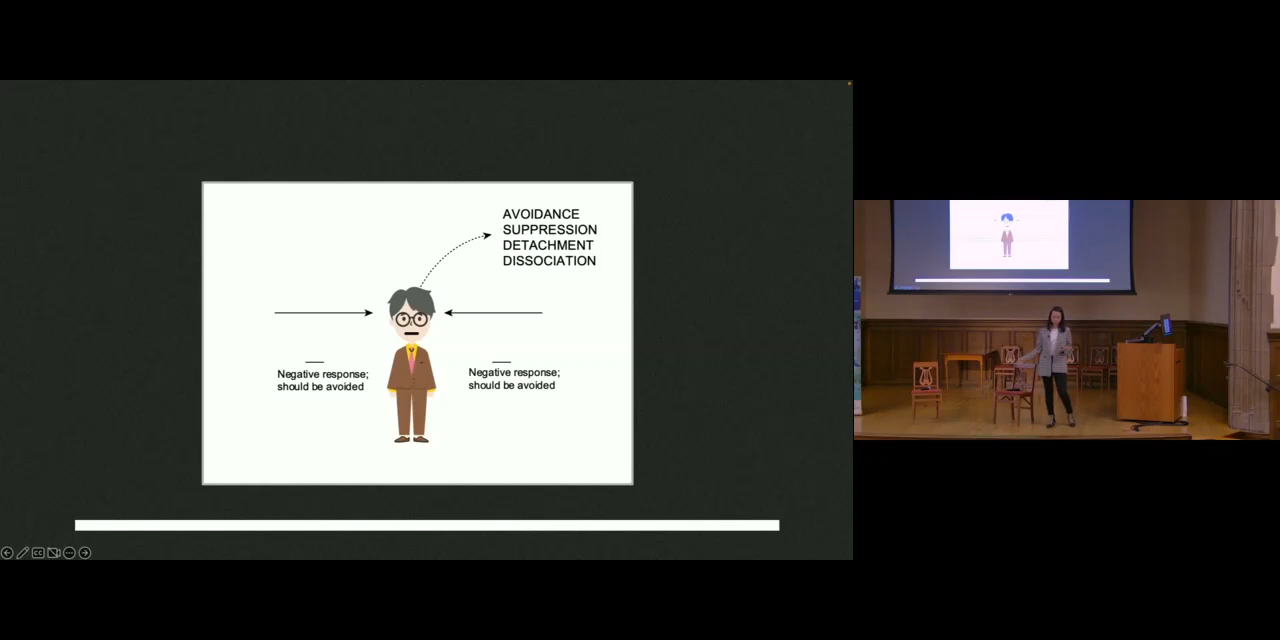 AVOIDANCE
SUPPRESSION
DETACHMENT
DISSOCIATION
Negative response;
should be avoided
Negative response;
should be avoided